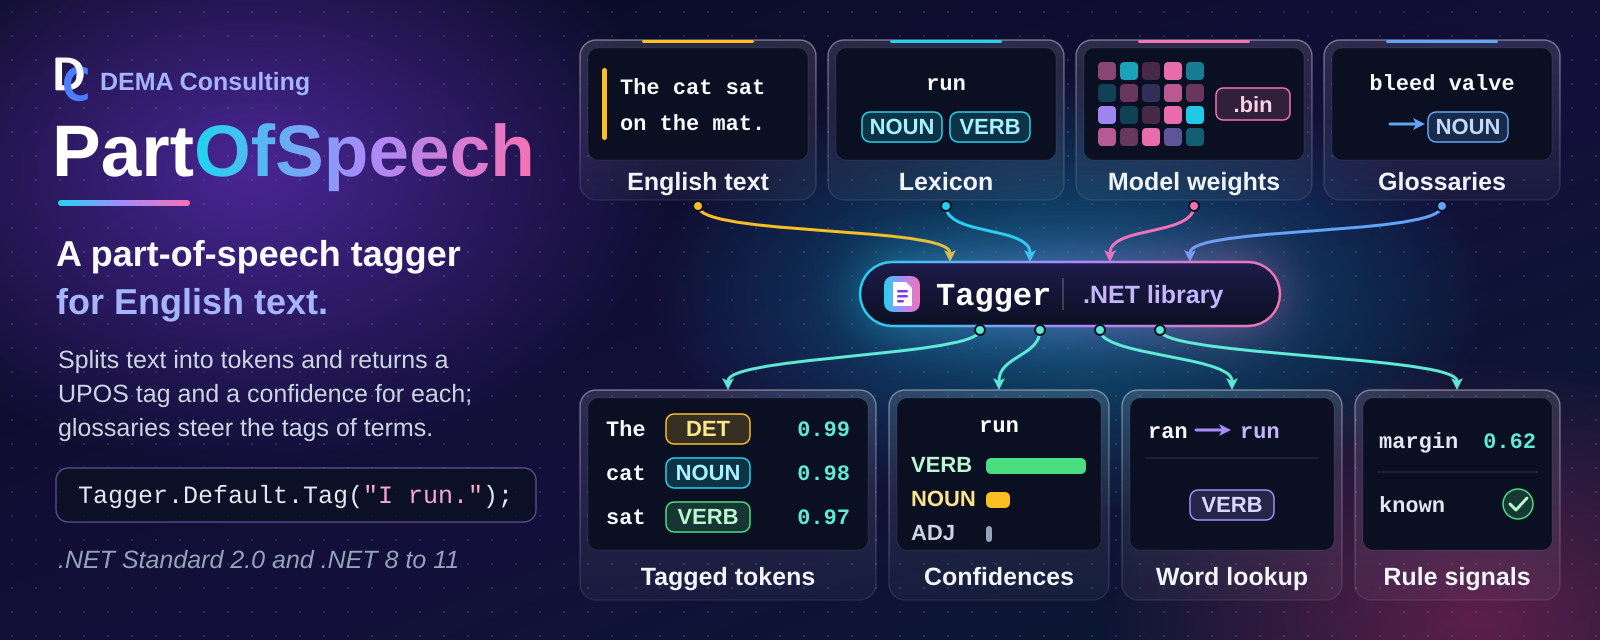 DC DEMA Consulting
PartOfSpeech
A part-of-speech tagger
for English text.
Splits text into tokens and returns a
UPOS tag and a confidence for each;
glossaries steer the tags of terms.
Tagger.Default.Tag("I run.");
.NET Standard 2.0 and .NET 8 to 11
The cat sat
on the mat.
English text
run
NOUN VERB
Lexicon
.bin
Model weights
bleed valve
NOUN
Glossaries
Tagger .NET library
The DET 0.99
cat NOUN 0.98
sat VERB 0.97
Tagged tokens
run
VERB
NOUN
ADJ
Confidences
ran run
VERB
Word lookup
margin 0.62
known
Rule signals